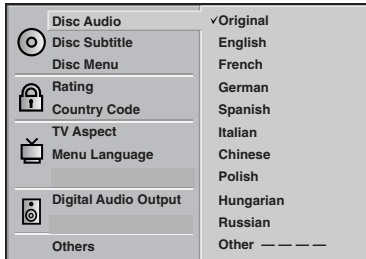 Disc Audio
Disc Subtitle
Disc Menu
Rating
Country Code
TV Aspect
Menu Language
Digital Audio Output
Others
✓Original
English
French
German
Spanish
Italian
Chinese
Polish
Hungarian
Russian
Other — — — —